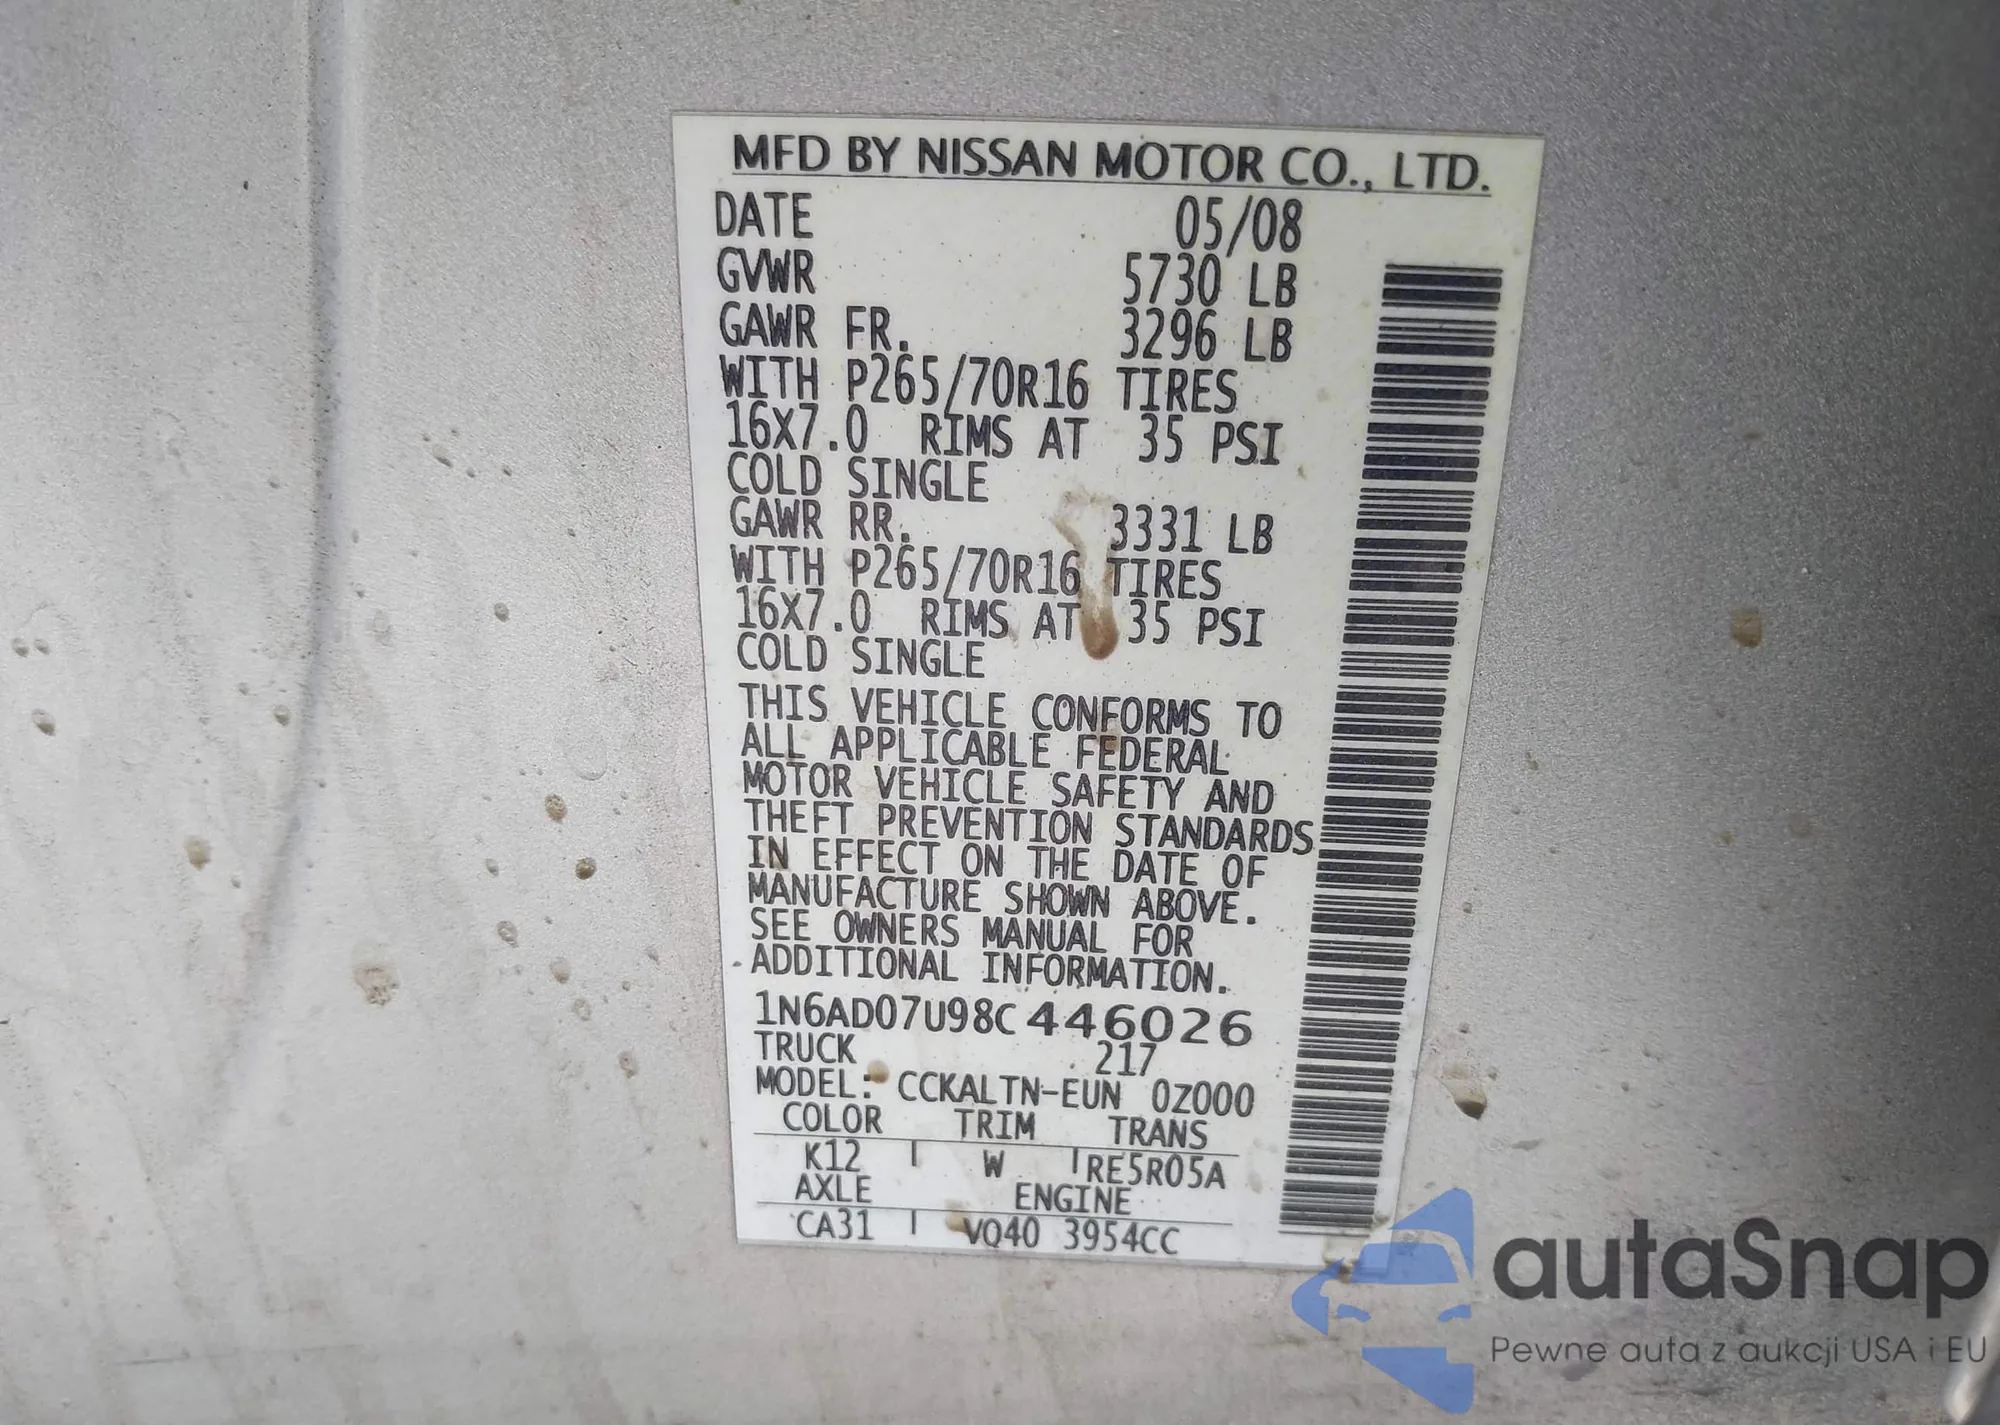 MFD BY NISSAN MOTOR CO., LTD.
DATE 05/08
GVWR 5730 LB
GAWR FR. 3296 LB
WITH P265/70R16 TIRES
16X7.0 RIMS AT 35 PSI
COLD SINGLE
GAWR RR. 3331 LB
WITH P265/70R16 TIRES
16X7.0 RIMS AT 35 PSI
COLD SINGLE
THIS VEHICLE CONFORMS TO
ALL APPLICABLE FEDERAL
MOTOR VEHICLE SAFETY AND
THEFT PREVENTION STANDARDS
IN EFFECT ON THE DATE OF
MANUFACTURE SHOWN ABOVE.
SEE OWNERS MANUAL FOR
ADDITIONAL INFORMATION.
1N6AD07U98C446026
TRUCK 217
MODEL: CCKALTN-EUN 0Z000
COLOR TRIM TRANS
K12 W RE5R05A
AXLE ENGINE
CA31 VQ40 3954CC
autaSnap
Pewne auta z aukcji USA i EU